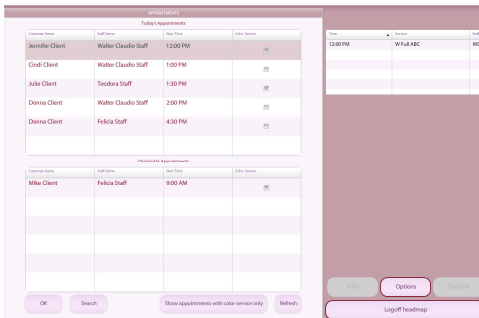 APPOINTMENTS
Today's Appointments
Customer Name Staff Name Start Time Color Service
Jennifer Client Walter Claudio Staff 12:00 PM
Cindi Client Walter Claudio Staff 1:00 PM
Julie Client Teodora Staff 1:30 PM
Donna Client Walter Claudio Staff 2:00 PM
Donna Client Felicia Staff 4:30 PM
Checked In Appointments
Customer Name Staff Name Start Time Color Service
Mike Client Felicia Staff 9:00 AM
OK Search Show appointments with color service only Refresh
Time Service Staff
12:00 PM W Full ABC
Print Options
Logoff headmap